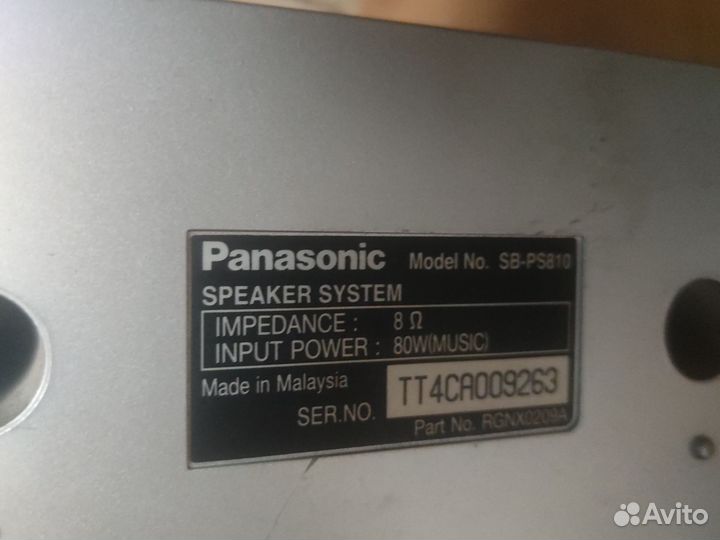 Panasonic Model No. SB-PS810
SPEAKER SYSTEM
IMPEDANCE : 8 Ω
INPUT POWER : 80W(MUSIC)
Made in Malaysia
SER.NO. TT4CA009263
Part No. RGNX0209A
Avito